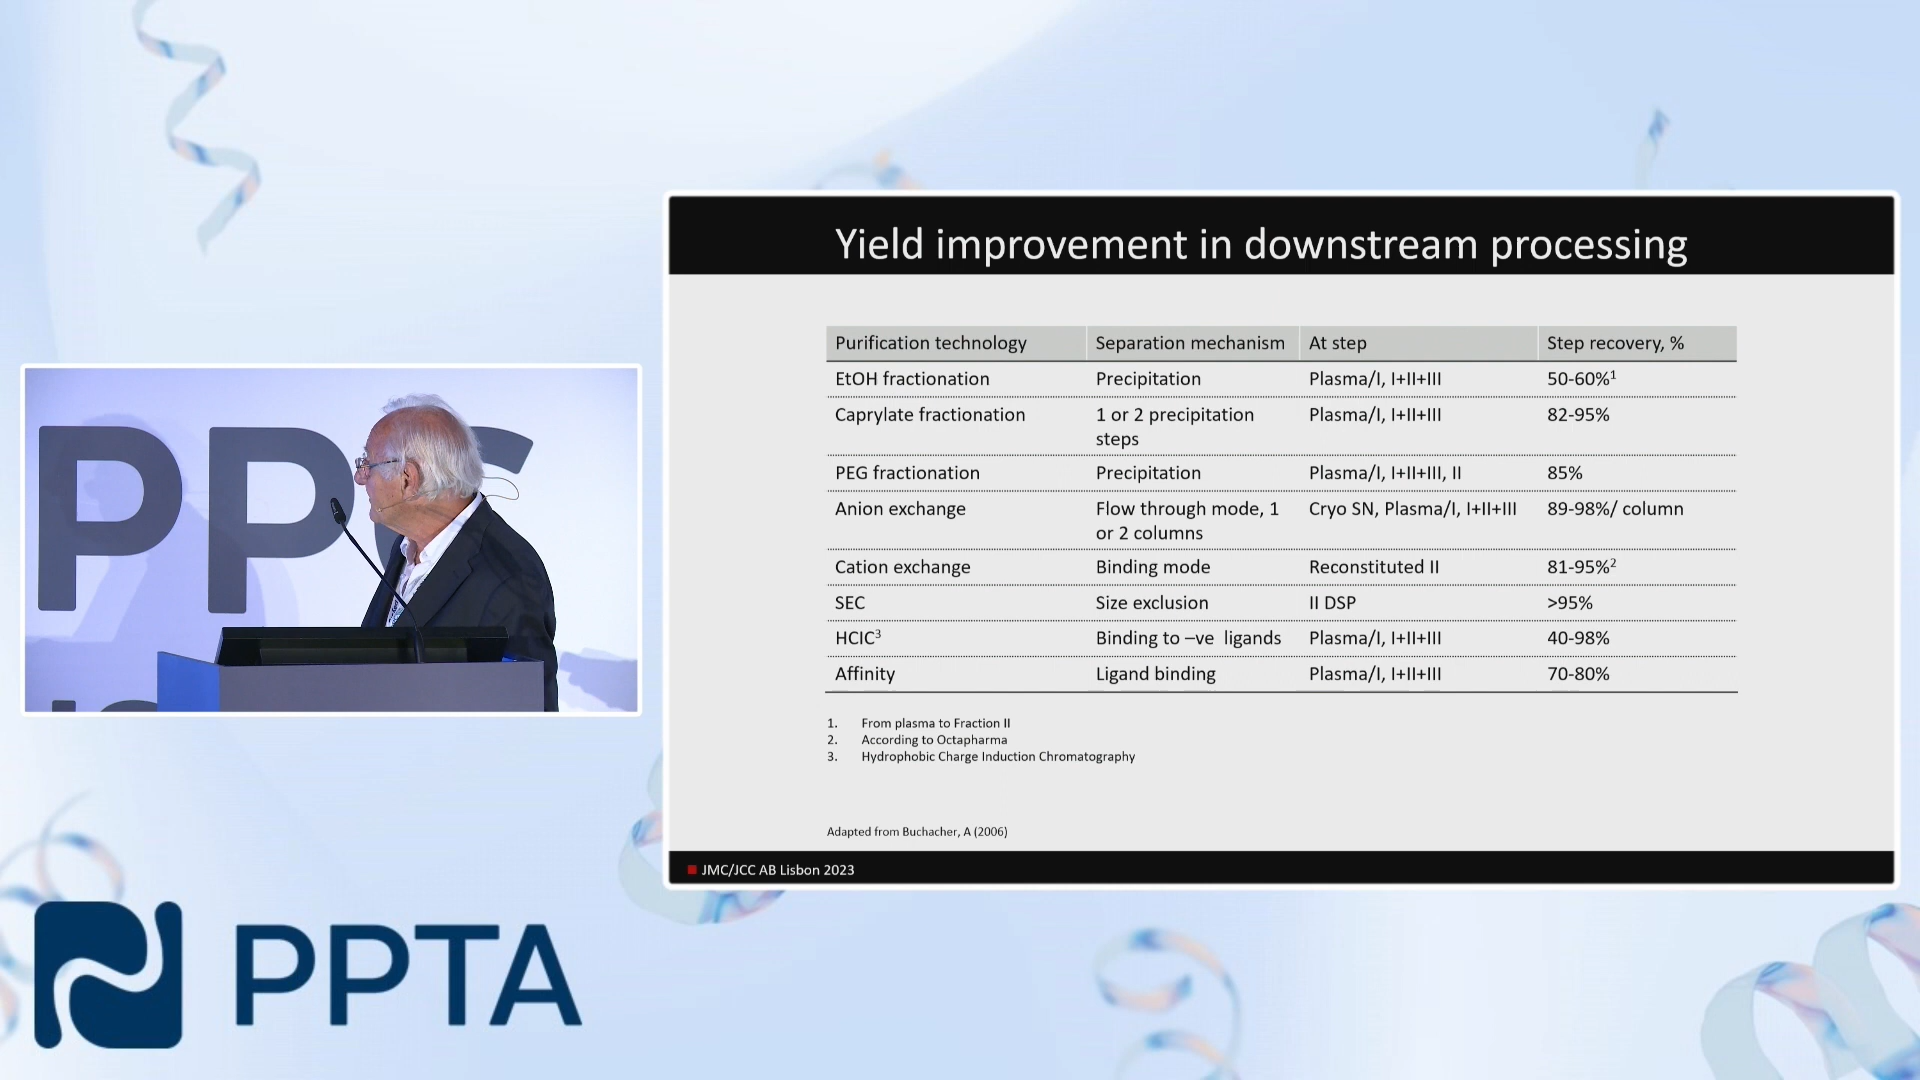 Yield improvement in downstream processing
Purification technology Separation mechanism At step Step recovery, %
EtOH fractionation Precipitation Plasma/I, I+II+III 50-60%¹
Caprylate fractionation 1 or 2 precipitation steps Plasma/I, I+II+III 82-95%
PEG fractionation Precipitation Plasma/I, I+II+III, II 85%
Anion exchange Flow through mode, 1 or 2 columns Cryo SN, Plasma/I, I+II+III 89-98%/ column
Cation exchange Binding mode Reconstituted II 81-95%²
SEC Size exclusion II DSP >95%
HCIC³ Binding to –ve ligands Plasma/I, I+II+III 40-98%
Affinity Ligand binding Plasma/I, I+II+III 70-80%
1. From plasma to Fraction II
2. According to Octapharma
3. Hydrophobic Charge Induction Chromatography
Adapted from Buchacher, A (2006)
JMC/JCC AB Lisbon 2023
PP
PPTA